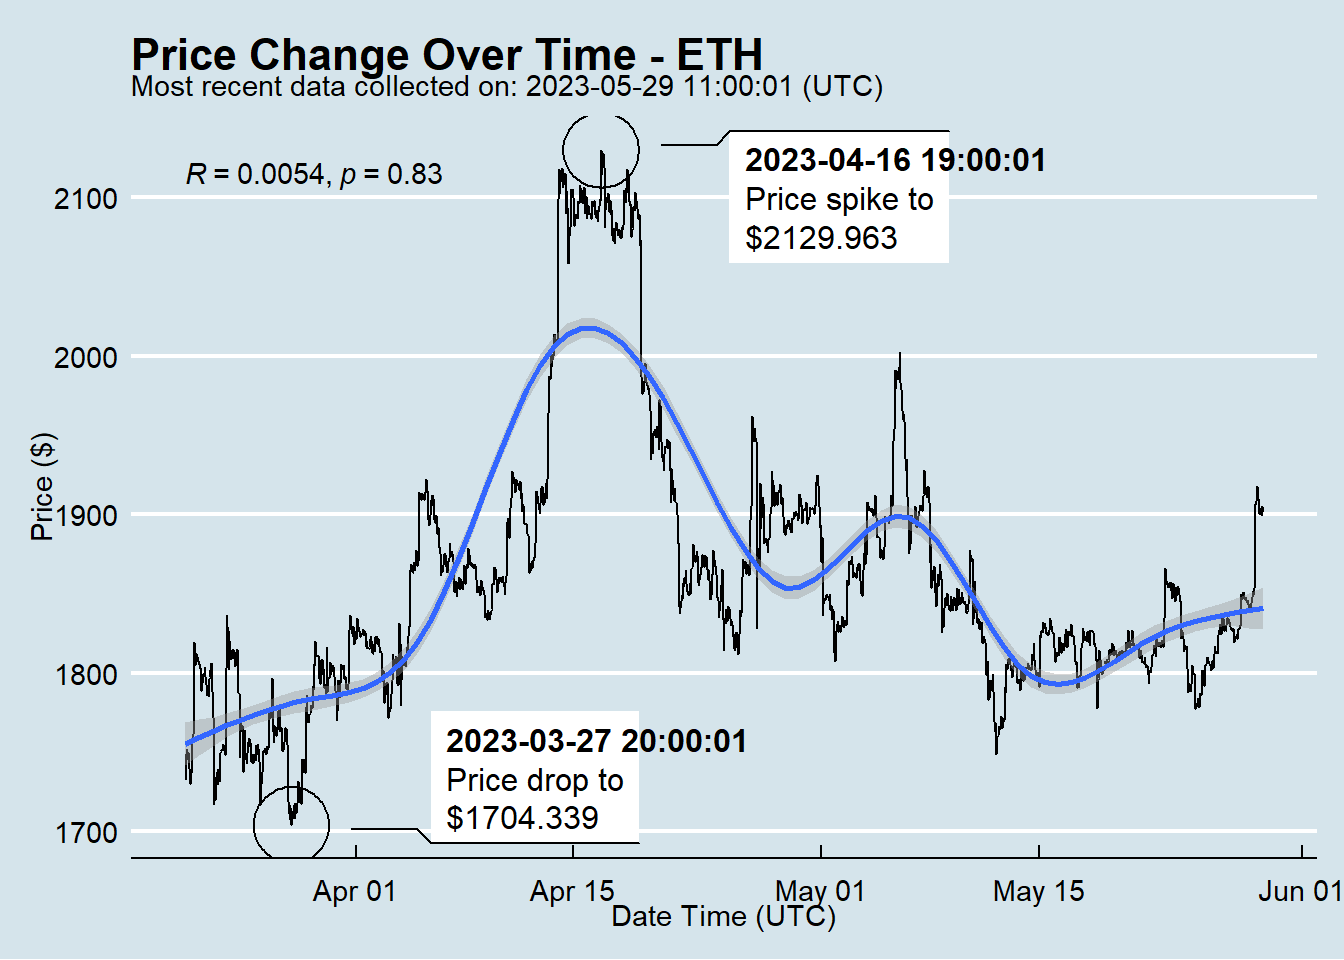 Price Change Over Time - ETH
Most recent data collected on: 2023-05-29 11:00:01 (UTC)
R = 0.0054, p = 0.83
2023-04-16 19:00:01
Price spike to
$2129.963
2100
2000
1900
1800
1700
Price ($)
2023-03-27 20:00:01
Price drop to
$1704.339
Apr 01 Apr 15 May 01 May 15 Jun 01
Date Time (UTC)